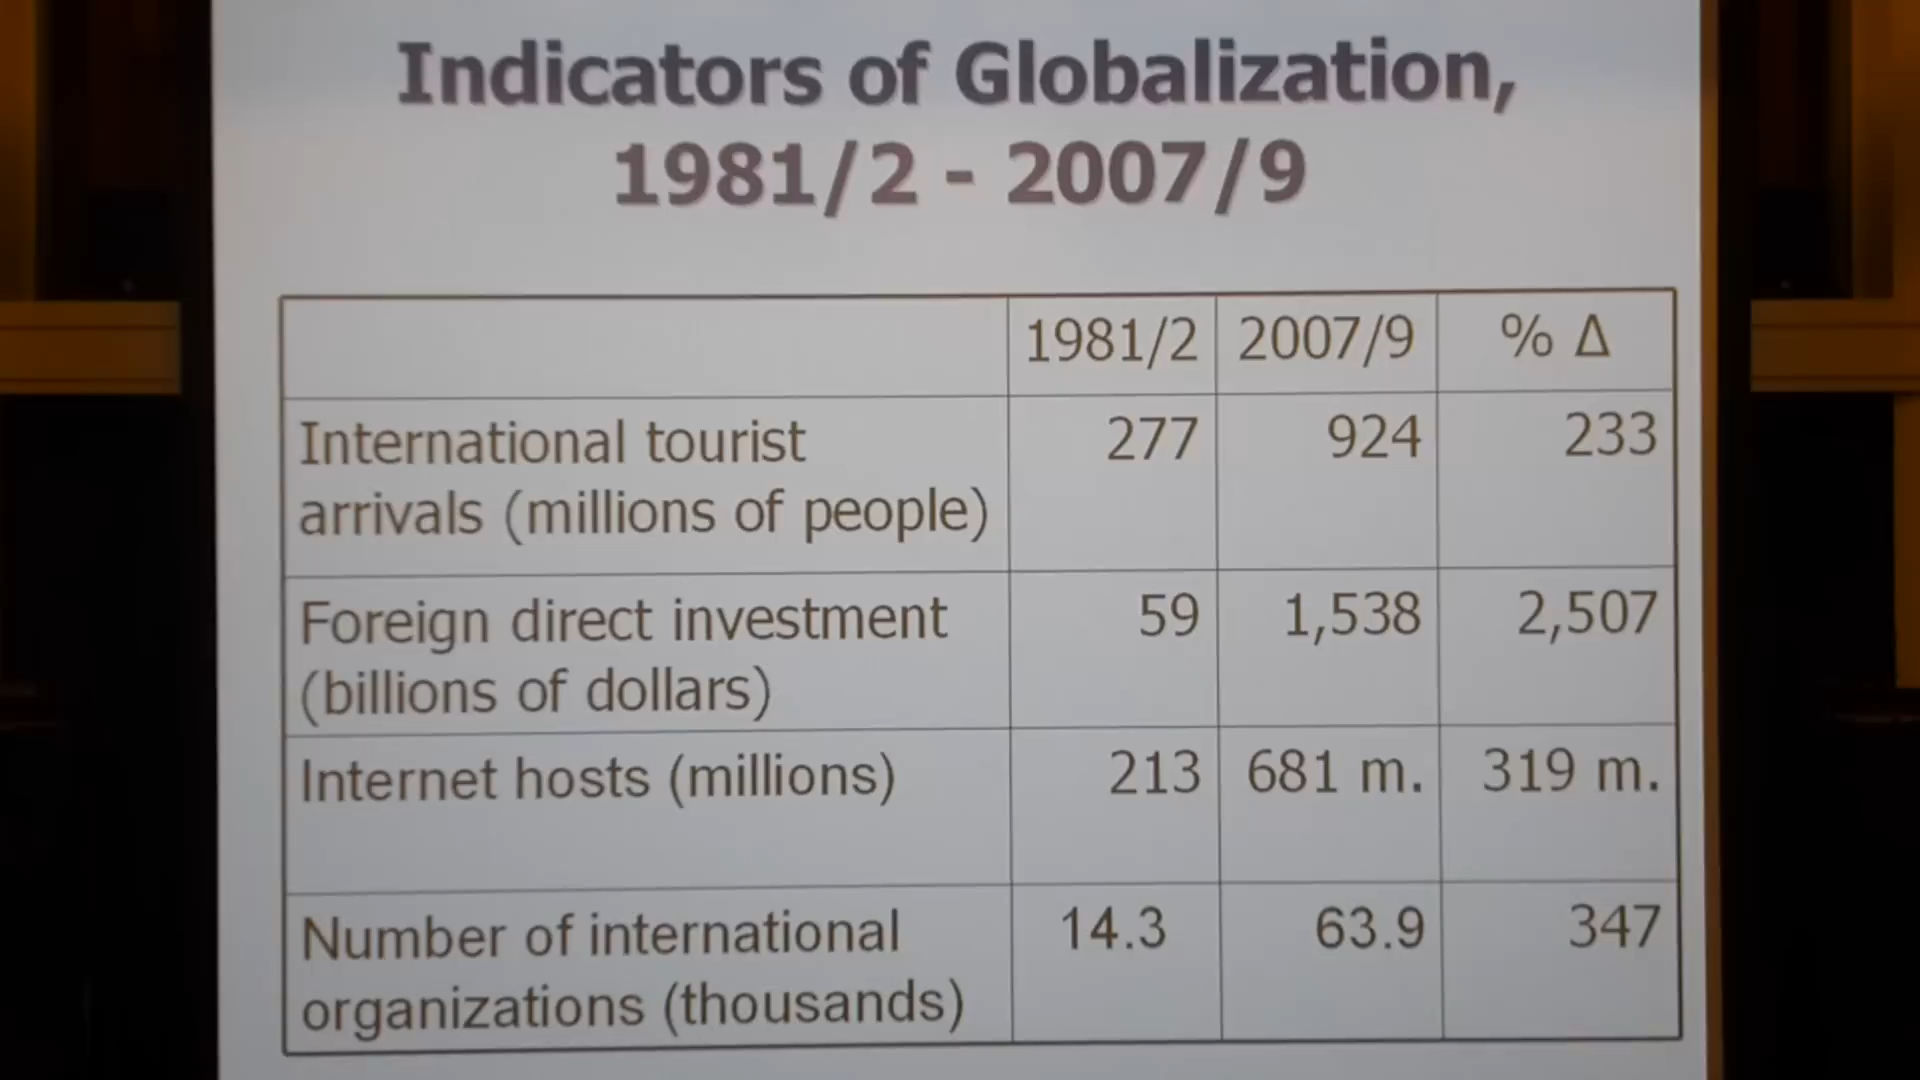 Indicators of Globalization,
1981/2 - 2007/9
1981/2 2007/9 % Δ
International tourist
arrivals (millions of people) 277 924 233
Foreign direct investment
(billions of dollars) 59 1,538 2,507
Internet hosts (millions) 213 681 m. 319 m.
Number of international
organizations (thousands) 14.3 63.9 347